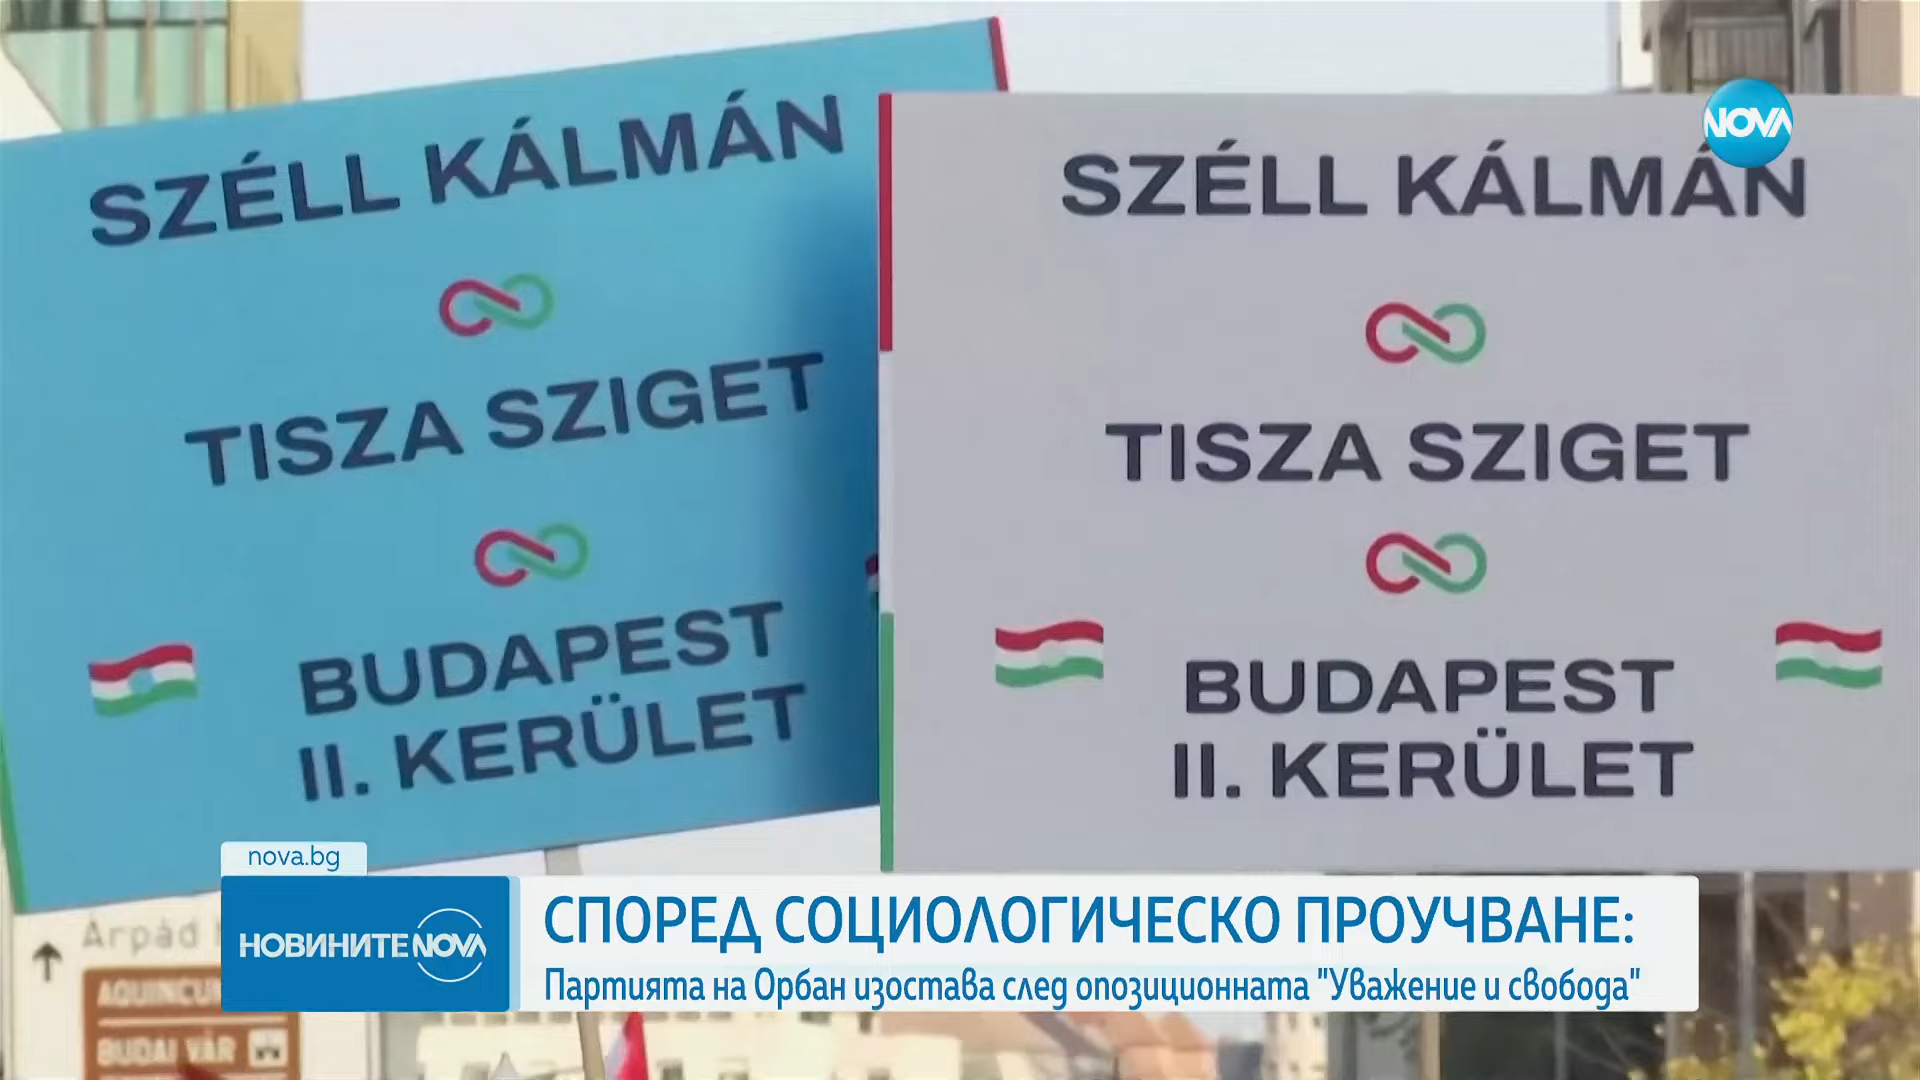 SZÉLL KÁLMÁN
TISZA SZIGET
BUDAPEST
II. KERÜLET
SZÉLL KÁLMÁN
TISZA SZIGET
BUDAPEST
II. KERÜLET
NOVA
Árpád
AQUINCUM
BUDAI VÁR
nova.bg
НОВИНИТЕ NOVA
СПОРЕД СОЦИОЛОГИЧЕСКО ПРОУЧВАНЕ:
Партията на Орбан изостава след опозиционната "Уважение и свобода"